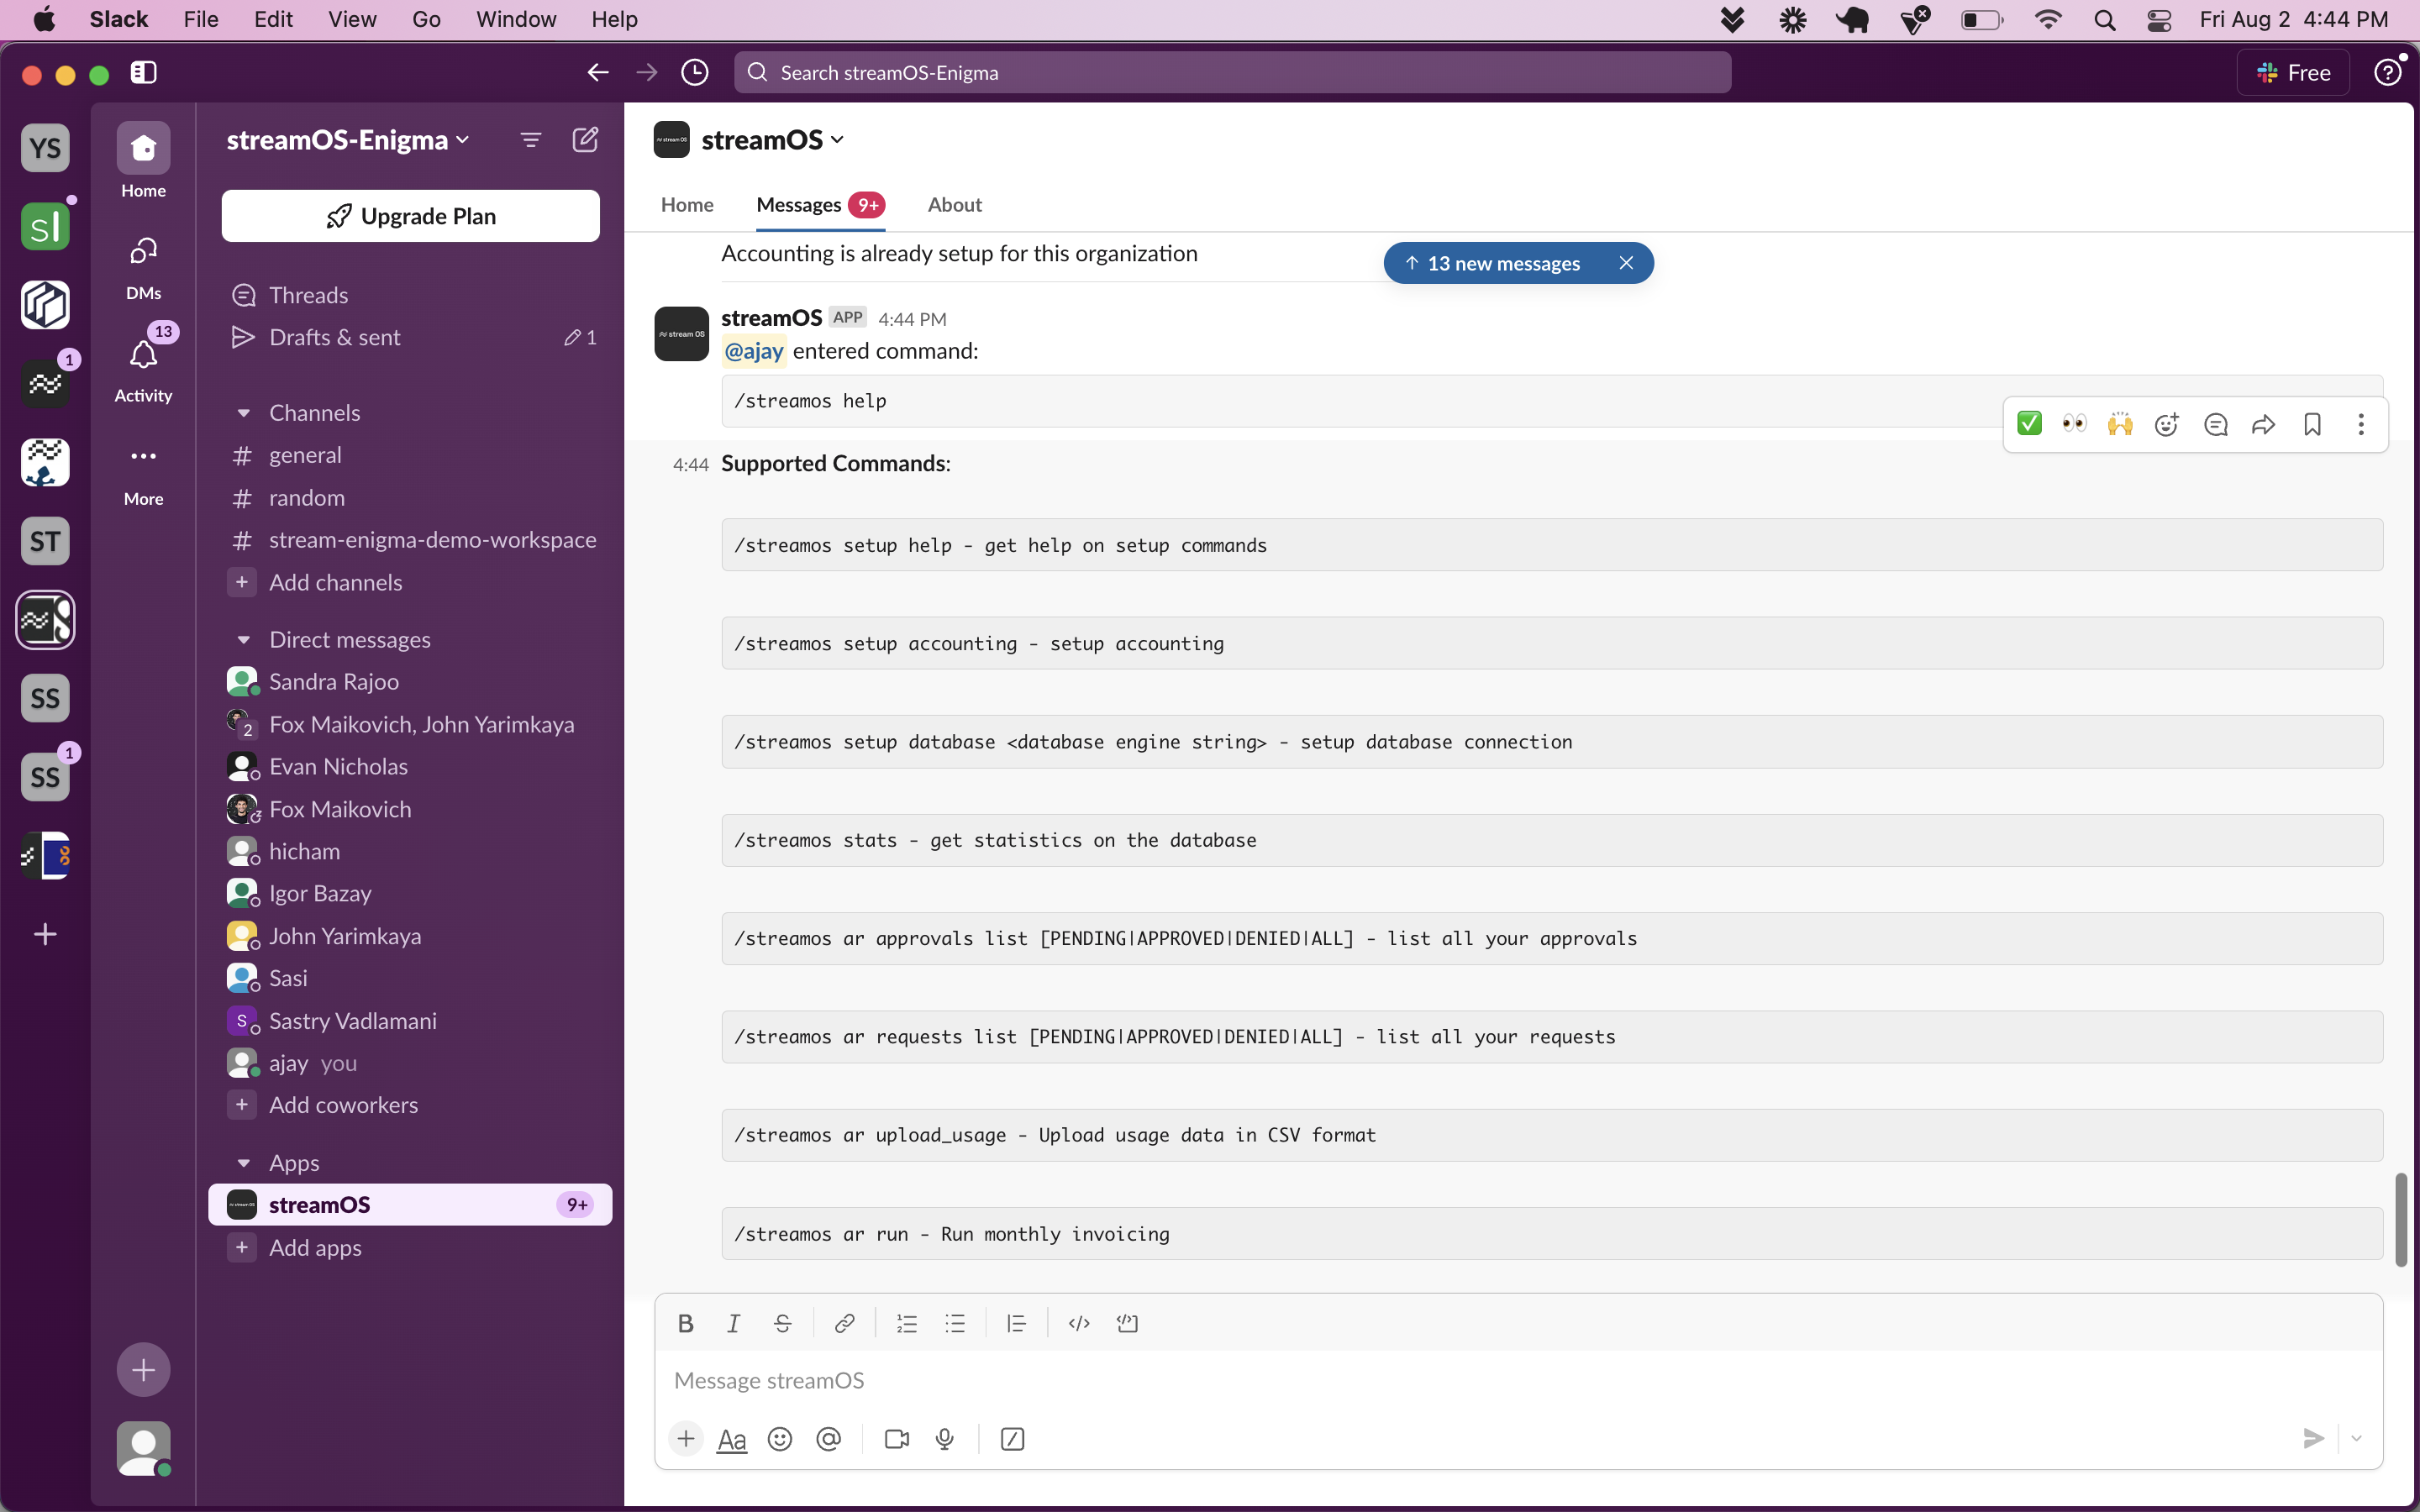 Slack File Edit View Go Window Help Fri Aug 2 4:44 PM
Search streamOS-Enigma
Free
YS
sl
1
ST
SS
SS
1
Home
DMs
13
Activity
More
streamOS-Enigma
Upgrade Plan
Threads
Drafts & sent 1
Channels
# general
# random
# stream-enigma-demo-workspace
+ Add channels
Direct messages
Sandra Rajoo
2 Fox Maikovich, John Yarimkaya
Evan Nicholas
Fox Maikovich
hicham
Igor Bazay
John Yarimkaya
Sasi
S Sastry Vadlamani
ajay you
+ Add coworkers
Apps
streamOS 9+
+ Add apps
stream OS
streamOS
Home Messages 9+ About
Accounting is already setup for this organization
↑ 13 new messages
stream OS
streamOS APP 4:44 PM
@ajay entered command:
/streamos help
4:44 Supported Commands:
/streamos setup help - get help on setup commands
/streamos setup accounting - setup accounting
/streamos setup database <database engine string> - setup database connection
/streamos stats - get statistics on the database
/streamos ar approvals list [PENDING|APPROVED|DENIED|ALL] - list all your approvals
/streamos ar requests list [PENDING|APPROVED|DENIED|ALL] - list all your requests
/streamos ar upload_usage - Upload usage data in CSV format
/streamos ar run - Run monthly invoicing
B I S
Message streamOS
+ Aa @